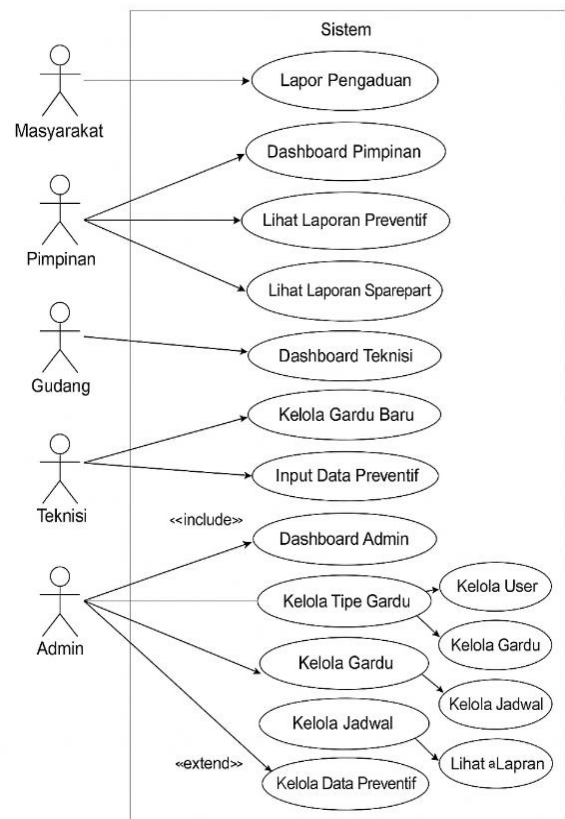 Sistem
Lapor Pengaduan
Masyarakat
Dashboard Pimpinan
Lihat Laporan Preventif
Pimpinan
Lihat Laporan Sparepart
Dashboard Teknisi
Gudang
Kelola Gardu Baru
Input Data Preventif
Teknisi
«include»
Dashboard Admin
Kelola User
Kelola Tipe Gardu
Kelola Gardu
Admin
Kelola Gardu
Kelola Jadwal
Kelola Jadwal
Lihat aLapran
«extend»
Kelola Data Preventif